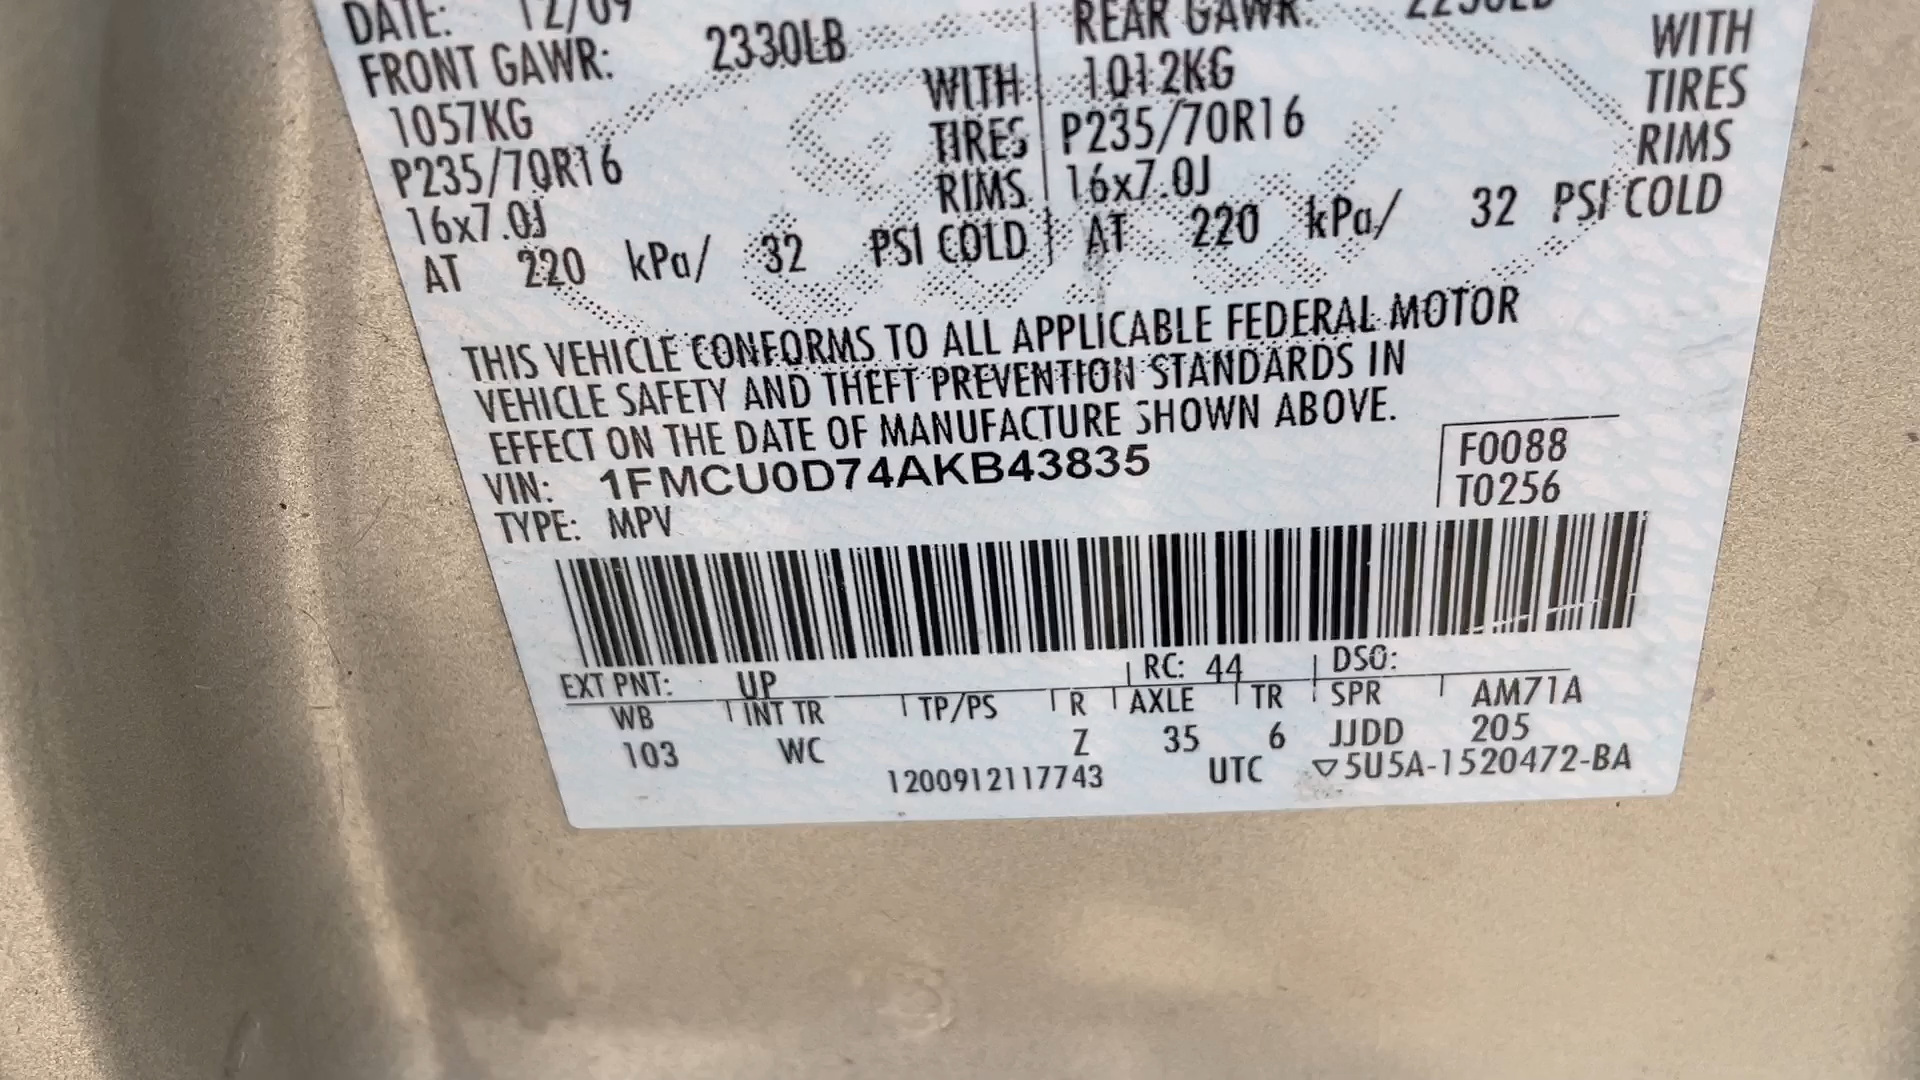 DATE: 12/09
FRONT GAWR: 2330LB
1057KG WITH
P235/70R16 TIRES
16x7.0J RIMS
AT 220 kPa/ 32 PSI COLD
REAR GAWR: 2230LB
1012KG WITH
P235/70R16 TIRES
16x7.0J RIMS
AT 220 kPa/ 32 PSI COLD
THIS VEHICLE CONFORMS TO ALL APPLICABLE FEDERAL MOTOR
VEHICLE SAFETY AND THEFT PREVENTION STANDARDS IN
EFFECT ON THE DATE OF MANUFACTURE SHOWN ABOVE.
VIN: 1FMCU0D74AKB43835
TYPE: MPV
F0088
T0256
EXT PNT: UP RC: 44 DSO:
WB INT TR TP/PS R AXLE TR SPR AM71A
103 WC Z 35 6 JJDD 205
1200912117743 UTC ▽5U5A-1520472-BA